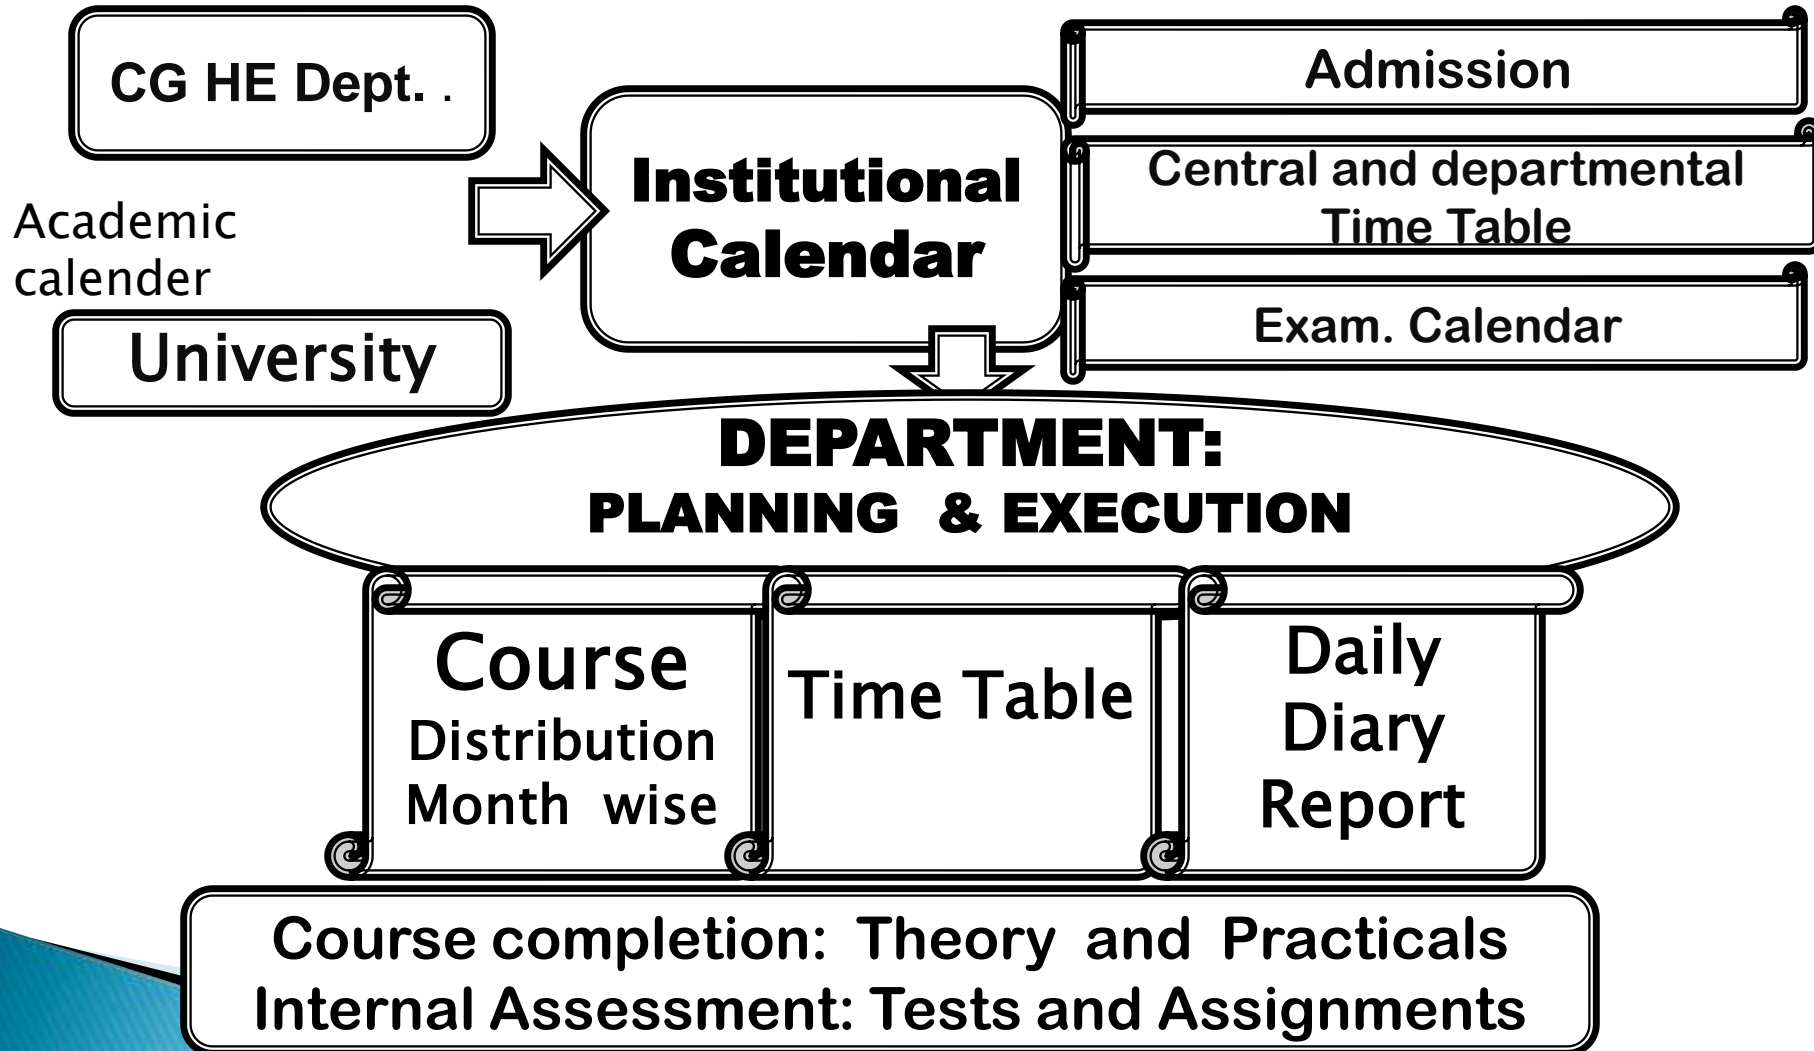 CG HE Dept. .
Academic
calender
University
Institutional
Calendar
Admission
Central and departmental
Time Table
Exam. Calendar
DEPARTMENT:
PLANNING & EXECUTION
Course
Distribution
Month wise
Time Table
Daily
Diary
Report
Course completion: Theory and Practicals
Internal Assessment: Tests and Assignments